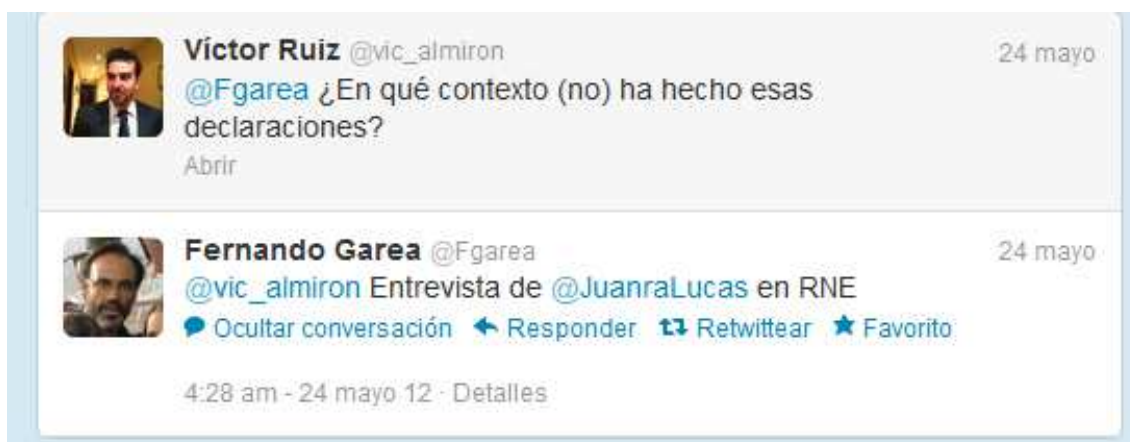 Víctor Ruiz @vic_almiron 24 mayo
@Fgarea ¿En qué contexto (no) ha hecho esas
declaraciones?
Abrir
Fernando Garea @Fgarea 24 mayo
@vic_almiron Entrevista de @JuanraLucas en RNE
Ocultar conversación Responder Retwittear Favorito
4:28 am - 24 mayo 12 · Detalles